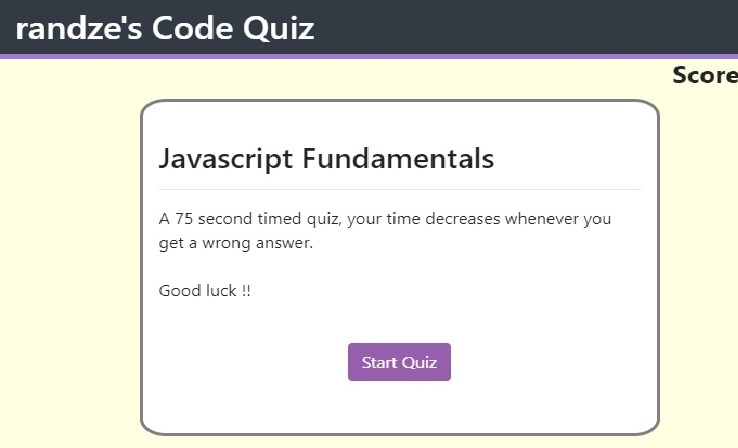 randze's Code Quiz
Score
Javascript Fundamentals
A 75 second timed quiz, your time decreases whenever you
get a wrong answer.
Good luck !!
Start Quiz